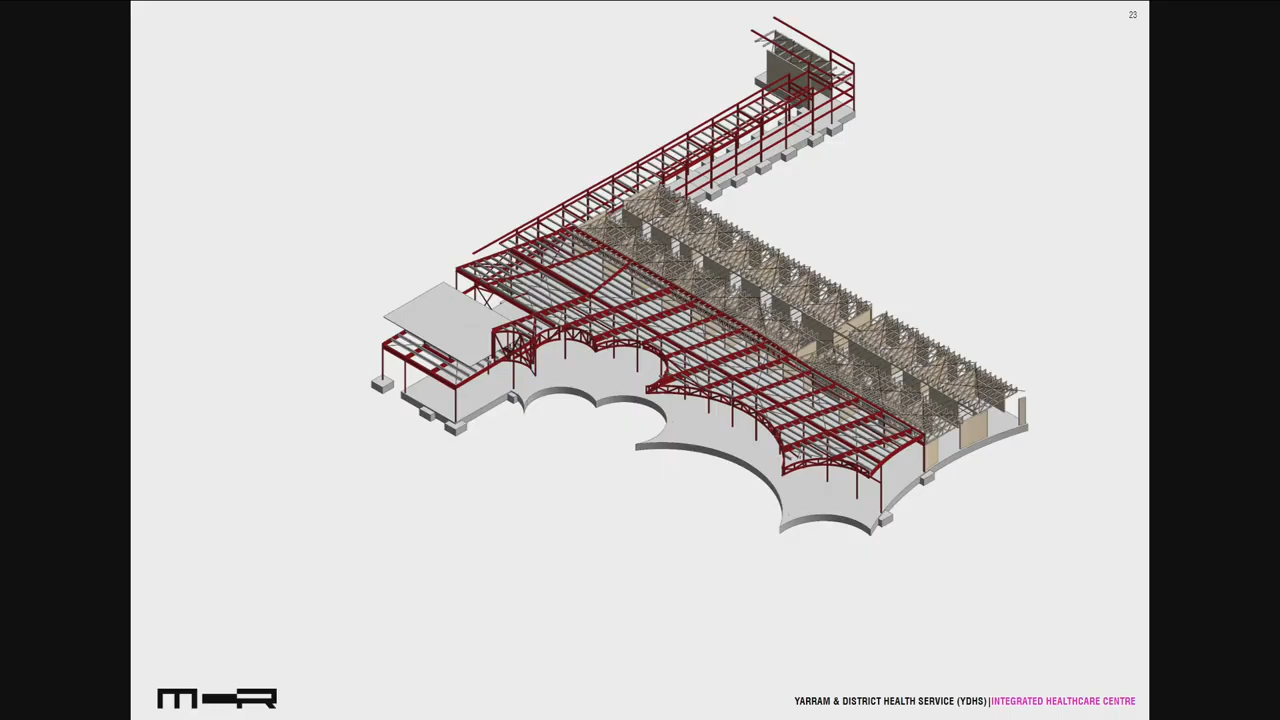 23
YARRAM & DISTRICT HEALTH SERVICE (YDHS)|INTEGRATED HEALTHCARE CENTRE